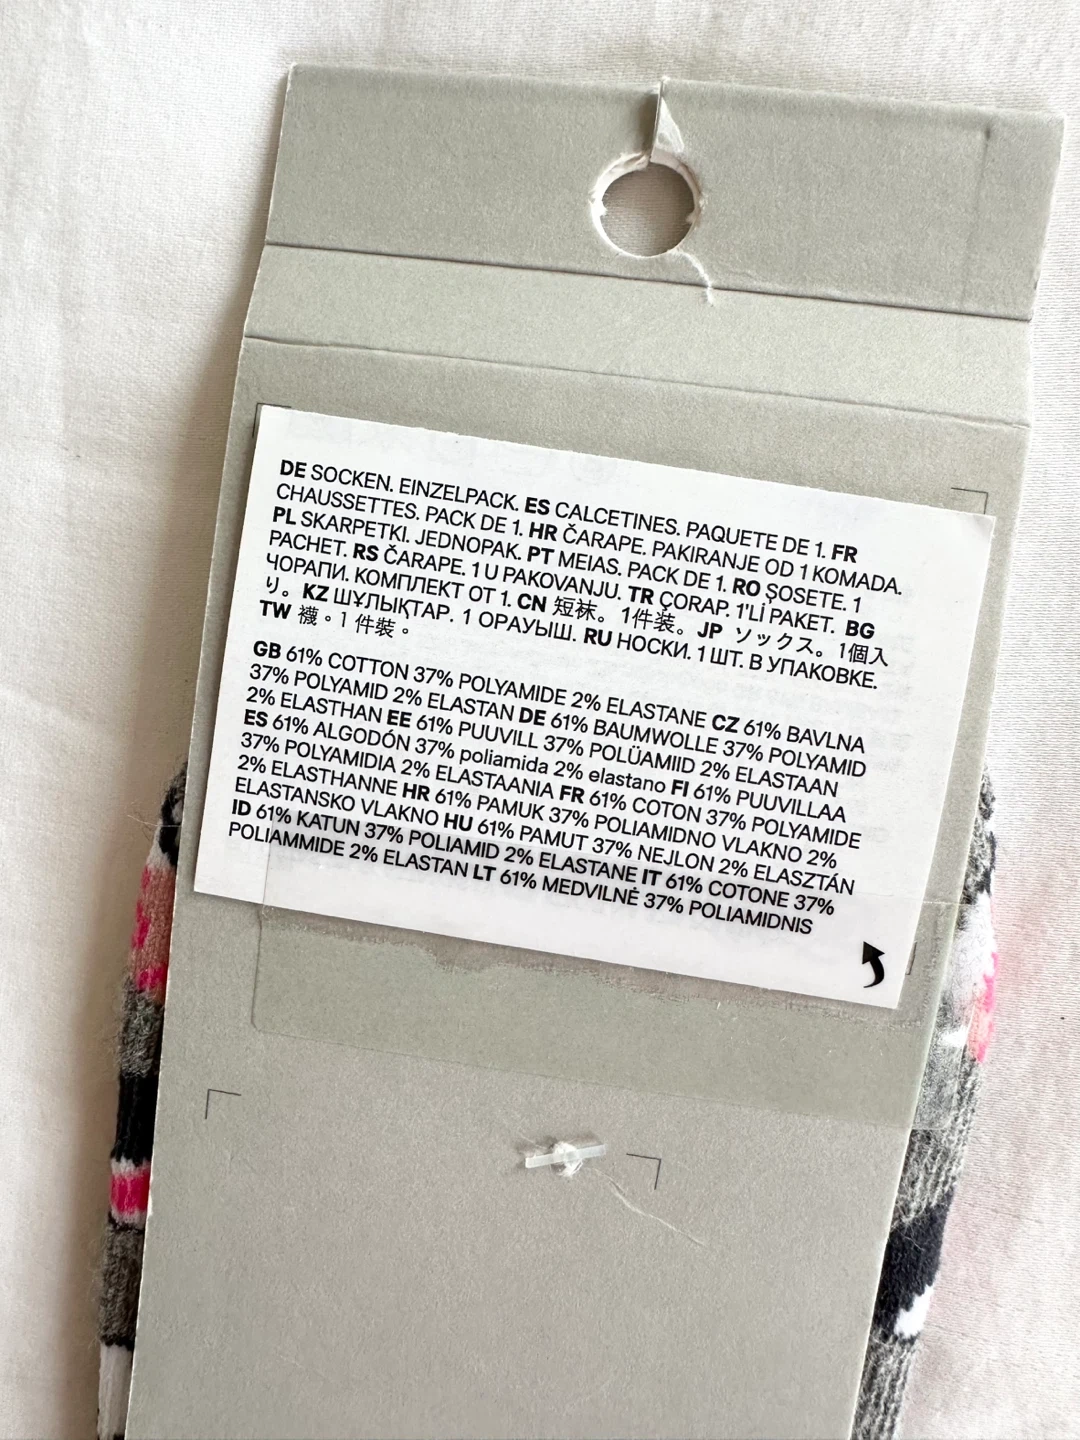 DE SOCKEN. EINZELPACK. ES CALCETINES. PAQUETE DE 1. FR
CHAUSSETTES. PACK DE 1. HR ČARAPE. PAKIRANJE OD 1 KOMADA.
PL SKARPETKI. JEDNOPAK. PT MEIAS. PACK DE 1. RO ȘOSETE. 1
PACHET. RS ČARAPE. 1 U PAKOVANJU. TR ÇORAP. 1'Lİ PAKET. BG
ЧОРАПИ. КОМПЛЕКТ ОТ 1. CN 短袜。 1件装。 JP ソックス。1個入
り。 KZ ШҰЛЫҚТАР. 1 ОРАУЫШ. RU НОСКИ. 1 ШТ. В УПАКОВКЕ.
TW 襪。1 件裝。
GB 61% COTTON 37% POLYAMIDE 2% ELASTANE CZ 61% BAVLNA
37% POLYAMID 2% ELASTAN DE 61% BAUMWOLLE 37% POLYAMID
2% ELASTHAN EE 61% PUUVILL 37% POLÜAMIID 2% ELASTAAN
ES 61% ALGODÓN 37% poliamida 2% elastano FI 61% PUUVILLAA
37% POLYAMIDIA 2% ELASTAANIA FR 61% COTON 37% POLYAMIDE
2% ELASTHANNE HR 61% PAMUK 37% POLIAMIDNO VLAKNO 2%
ELASTANSKO VLAKNO HU 61% PAMUT 37% NEJLON 2% ELASZTÁN
ID 61% KATUN 37% POLIAMID 2% ELASTANE IT 61% COTONE 37%
POLIAMMIDE 2% ELASTAN LT 61% MEDVILNĖ 37% POLIAMIDNIS